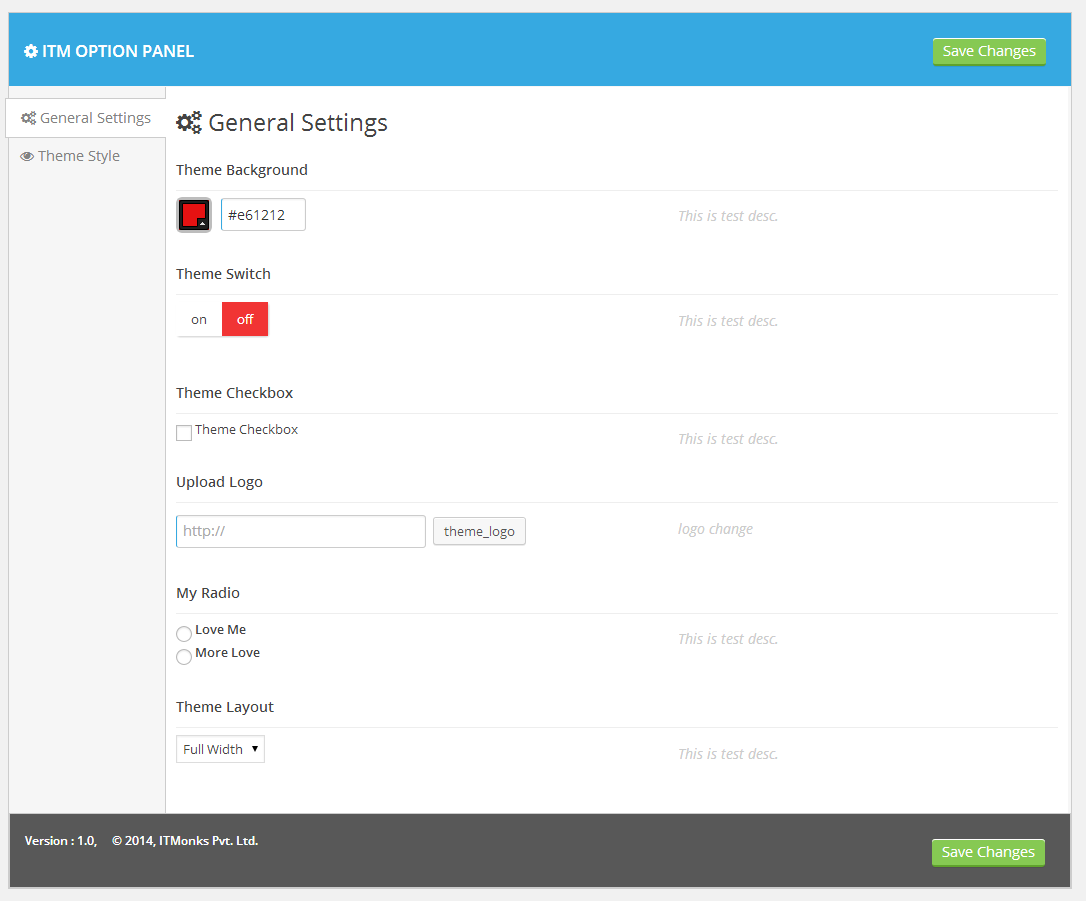 ITM OPTION PANEL
Save Changes
General Settings
Theme Style
General Settings
Theme Background
#e61212
This is test desc.
Theme Switch
on
off
This is test desc.
Theme Checkbox
Theme Checkbox
This is test desc.
Upload Logo
http://
theme_logo
logo change
My Radio
Love Me
More Love
This is test desc.
Theme Layout
Full Width
This is test desc.
Version : 1.0, © 2014, ITMonks Pvt. Ltd.
Save Changes